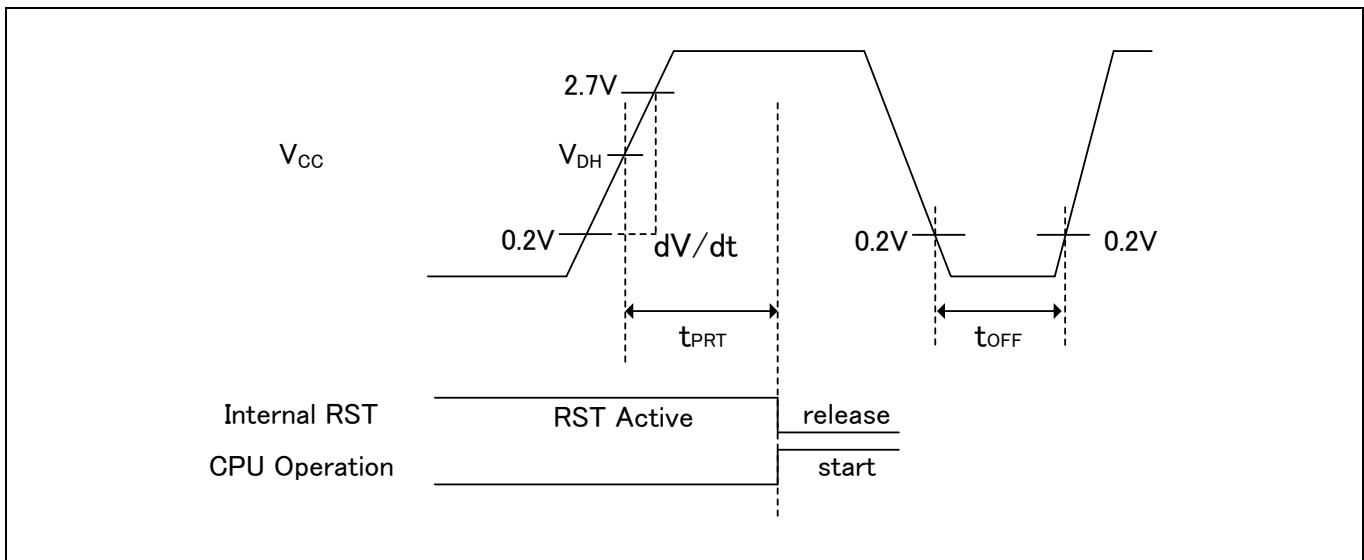 2.7V
VCC
VDH
0.2V
dV/dt
0.2V
0.2V
tPRT
tOFF
Internal RST
RST Active
release
CPU Operation
start